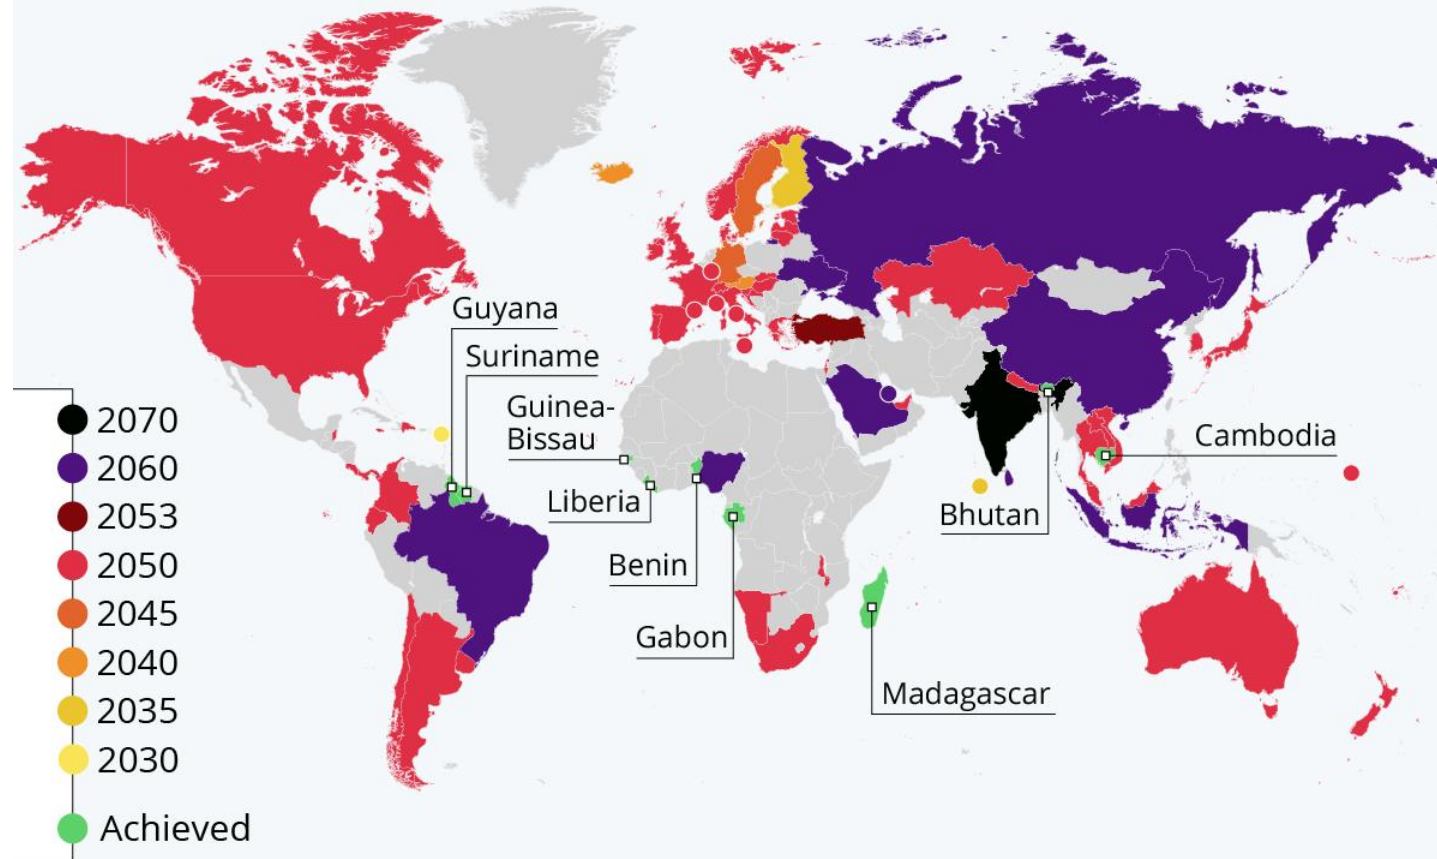 Guyana
Suriname
Guinea-
Bissau
Liberia
Benin
Gabon
Madagascar
Bhutan
Cambodia
2070
2060
2053
2050
2045
2040
2035
2030
Achieved